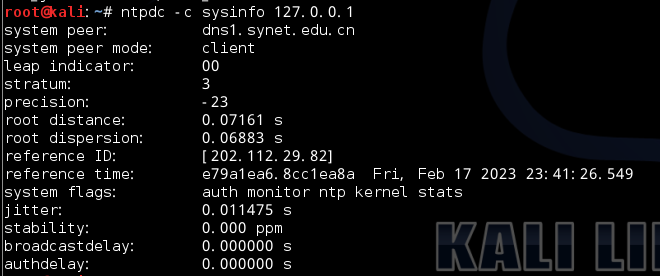 root@kali:~# ntpdc -c sysinfo 127.0.0.1
system peer:          dns1.synet.edu.cn
system peer mode:     client
leap indicator:       00
stratum:              3
precision:            -23
root distance:        0.07161 s
root dispersion:      0.06883 s
reference ID:         [202.112.29.82]
reference time:       e79a1ea6.8cc1ea8a  Fri, Feb 17 2023 23:41:26.549
system flags:         auth monitor ntp kernel stats
jitter:               0.011475 s
stability:            0.000 ppm
broadcastdelay:       0.000000 s
authdelay:            0.000000 s
KALI LI